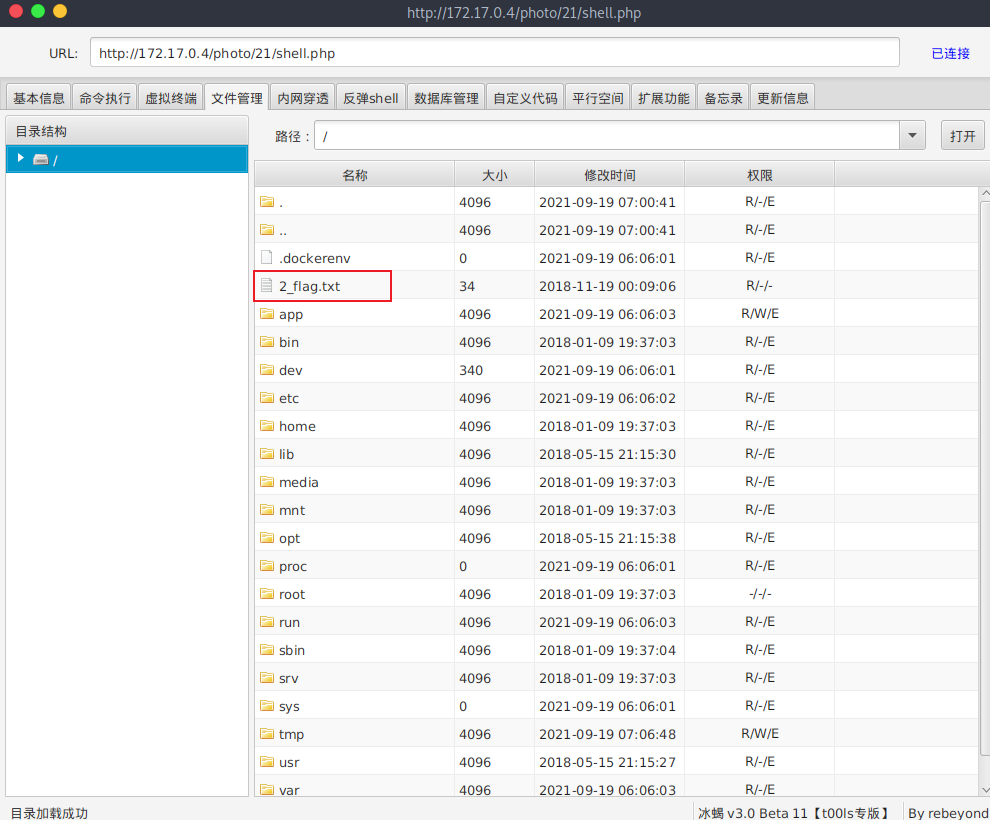 http://172.17.0.4/photo/21/shell.php
URL: http://172.17.0.4/photo/21/shell.php 已连接
基本信息 命令执行 虚拟终端 文件管理 内网穿透 反弹shell 数据库管理 自定义代码 平行空间 扩展功能 备忘录 更新信息
目录结构
/
路径： / 打开
名称 大小 修改时间 权限
. 4096 2021-09-19 07:00:41 R/-/E
.. 4096 2021-09-19 07:00:41 R/-/E
.dockerenv 0 2021-09-19 06:06:01 R/-/E
2_flag.txt 34 2018-11-19 00:09:06 R/-/-
app 4096 2021-09-19 06:06:03 R/W/E
bin 4096 2018-01-09 19:37:03 R/-/E
dev 340 2021-09-19 06:06:01 R/-/E
etc 4096 2021-09-19 06:06:02 R/-/E
home 4096 2018-01-09 19:37:03 R/-/E
lib 4096 2018-05-15 21:15:30 R/-/E
media 4096 2018-01-09 19:37:03 R/-/E
mnt 4096 2018-01-09 19:37:03 R/-/E
opt 4096 2018-05-15 21:15:38 R/-/E
proc 0 2021-09-19 06:06:01 R/-/E
root 4096 2018-01-09 19:37:03 -/-/-
run 4096 2021-09-19 06:06:03 R/-/E
sbin 4096 2018-01-09 19:37:04 R/-/E
srv 4096 2018-01-09 19:37:03 R/-/E
sys 0 2021-09-19 06:06:01 R/-/E
tmp 4096 2021-09-19 07:06:48 R/W/E
usr 4096 2018-05-15 21:15:27 R/-/E
var 4096 2021-09-19 06:06:03 R/-/E
目录加载成功 冰蝎 v3.0 Beta 11【t00ls专版】 By rebeyond